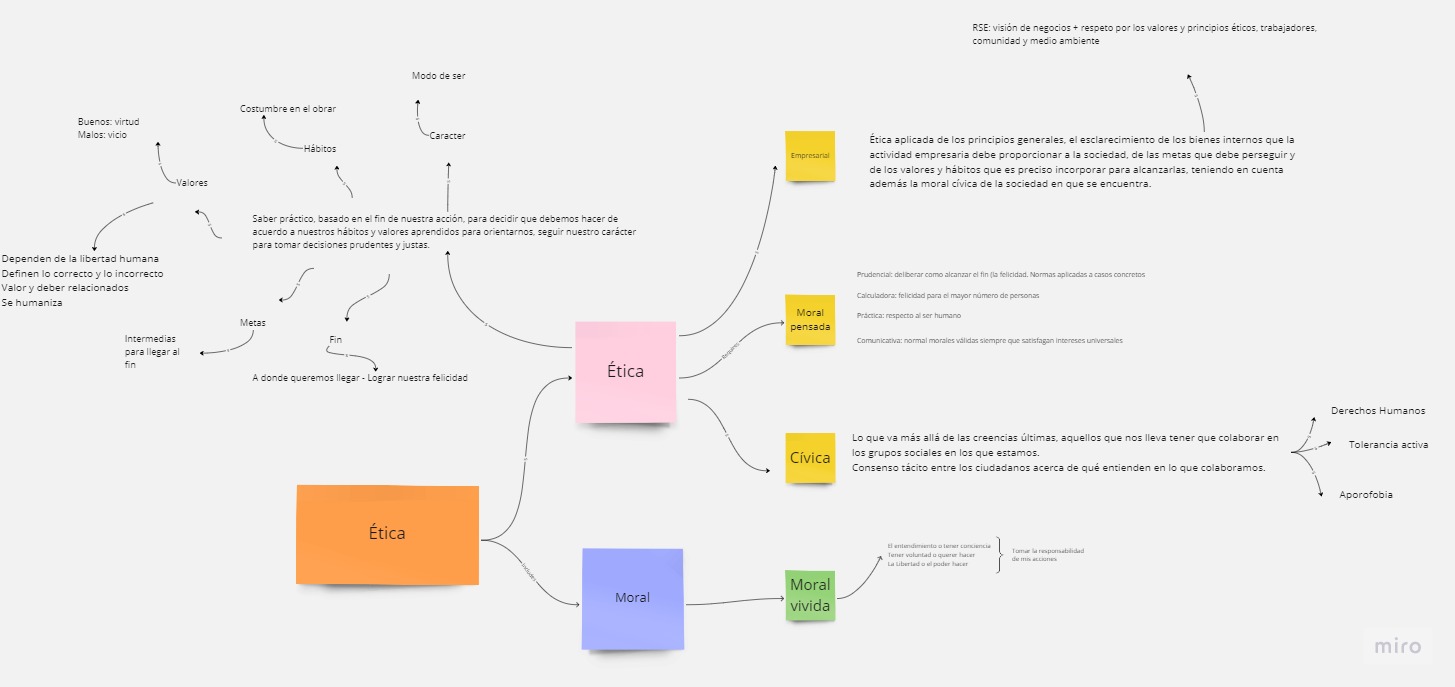 RSE: visión de negocios + respeto por los valores y principios éticos, trabajadores,
comunidad y medio ambiente
Modo de ser
Costumbre en el obrar
Caracter
Hábitos
Buenos: virtud
Malos: vicio
Valores
Dependen de la libertad humana
Definen lo correcto y lo incorrecto
Valor y deber relacionados
Se humaniza
Saber práctico, basado en el fin de nuestra acción, para decidir que debemos hacer de
acuerdo a nuestros hábitos y valores aprendidos para orientarnos, seguir nuestro carácter
para tomar decisiones prudentes y justas.
Metas
Intermedias
para llegar al
fin
Fin
A donde queremos llegar - Lograr nuestra felicidad
Empresarial
Ética aplicada de los principios generales, el esclarecimiento de los bienes internos que la
actividad empresaria debe proporcionar a la sociedad, de las metas que debe perseguir y
de los valores y hábitos que es preciso incorporar para alcanzarlas, teniendo en cuenta
además la moral cívica de la sociedad en que se encuentra.
Requires
Moral
pensada
Prudencial: deliberar como alcanzar el fin (la felicidad. Normas aplicadas a casos concretos
Calculadora: felicidad para el mayor número de personas
Práctica: respecto al ser humano
Comunicativa: normal morales válidas siempre que satisfagan intereses universales
Ética
Cívica
Lo que va más allá de las creencias últimas, aquellos que nos lleva tener que colaborar en
los grupos sociales en los que estamos.
Consenso tácito entre los ciudadanos acerca de qué entienden en lo que colaboramos.
Derechos Humanos
Tolerancia activa
Aporofobia
Ética
Includes
Moral
Moral
vivida
El entendimiento o tener conciencia
Tener voluntad o querer hacer
La Libertad o el poder hacer
Tomar la responsabilidad
de mis acciones
miro